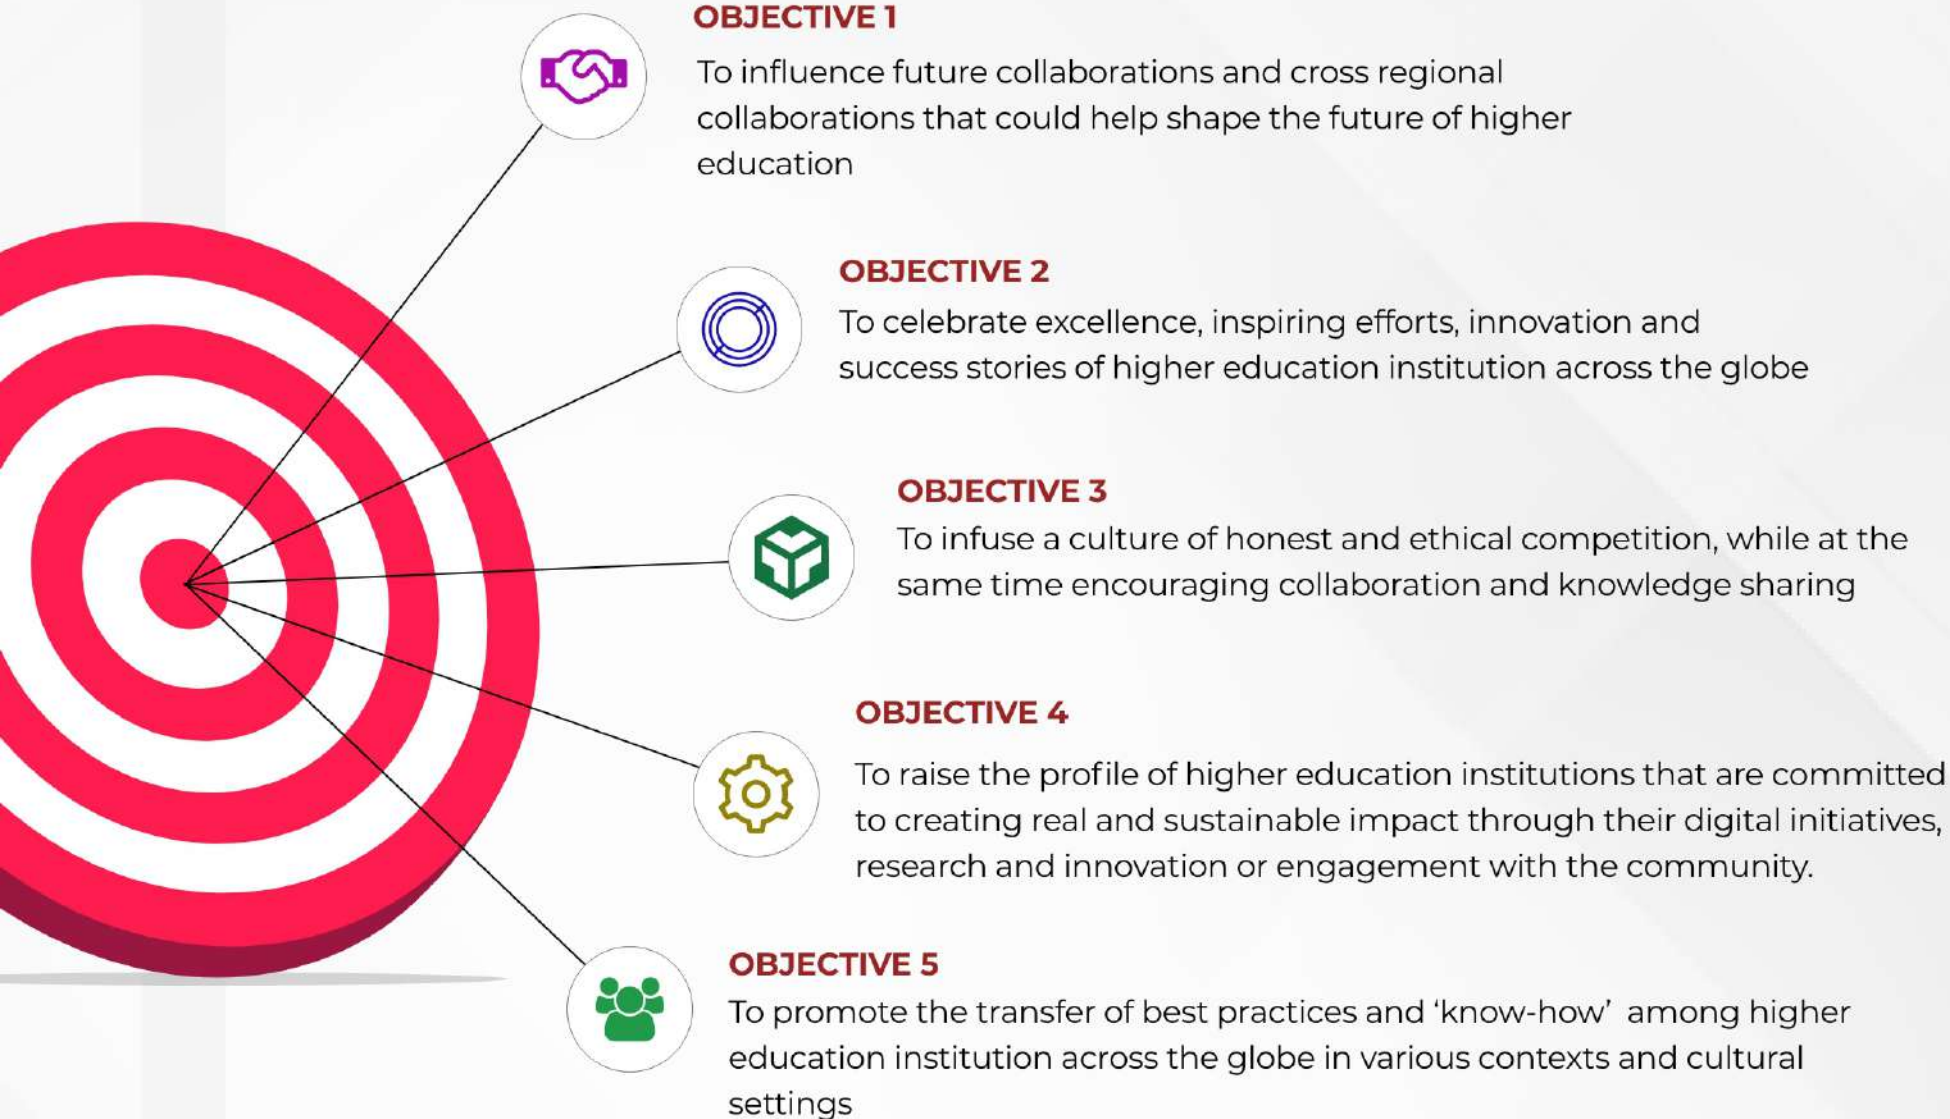 OBJECTIVE 1
To influence future collaborations and cross regional
collaborations that could help shape the future of higher
education
OBJECTIVE 2
To celebrate excellence, inspiring efforts, innovation and
success stories of higher education institution across the globe
OBJECTIVE 3
To infuse a culture of honest and ethical competition, while at the
same time encouraging collaboration and knowledge sharing
OBJECTIVE 4
To raise the profile of higher education institutions that are committed
to creating real and sustainable impact through their digital initiatives,
research and innovation or engagement with the community.
OBJECTIVE 5
To promote the transfer of best practices and ‘know-how’ among higher
education institution across the globe in various contexts and cultural
settings